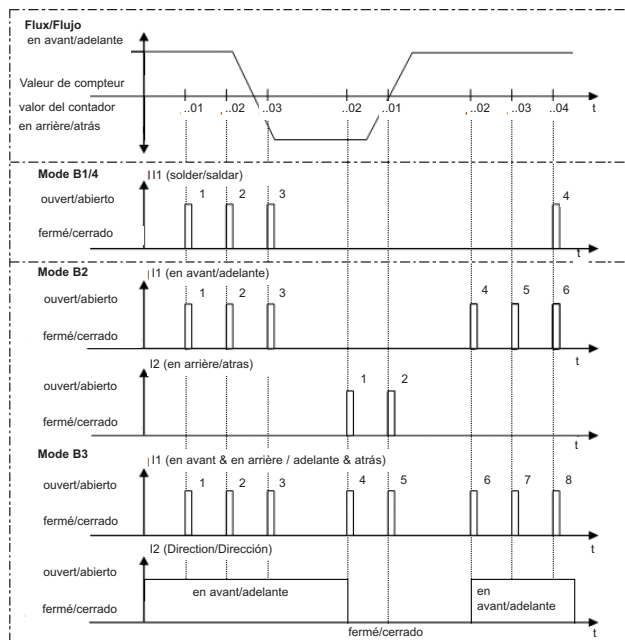 Flux/Flujo
en avant/adelante
Valeur de compteur
valor del contador
..01 ..02 ..03 ..02 ..01 ..02 ..03 ..04 t
en arrière/atrás
Mode B1/4 I1 (solder/saldar)
ouvert/abierto 1 2 3 4
fermé/cerrado
t
Mode B2 I1 (en avant/adelante)
ouvert/abierto 1 2 3 4 5 6
fermé/cerrado
t
I2 (en arrière/atras)
ouvert/abierto 1 2
fermé/cerrado
t
Mode B3 I1 (en avant & en arrière / adelante & atrás)
ouvert/abierto 1 2 3 4 5 6 7 8
fermé/cerrado
t
I2 (Direction/Dirección)
ouvert/abierto
en avant/adelante en
avant/adelante
fermé/cerrado
fermé/cerrado t